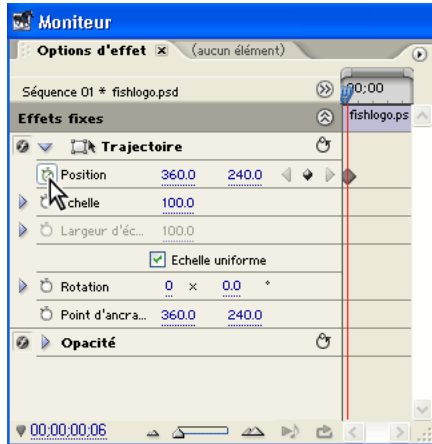 Moniteur
Options d'effet (aucun élément)
Séquence 01 * fishlogo.psd 00;00
Effets fixes fishlogo.ps
Trajectoire
Position 360.0 240.0
chelle 100.0
Largeur d'éc... 100.0
Echelle uniforme
Rotation 0 x 0.0 °
Point d'ancra... 360.0 240.0
Opacité
00;00;00;06